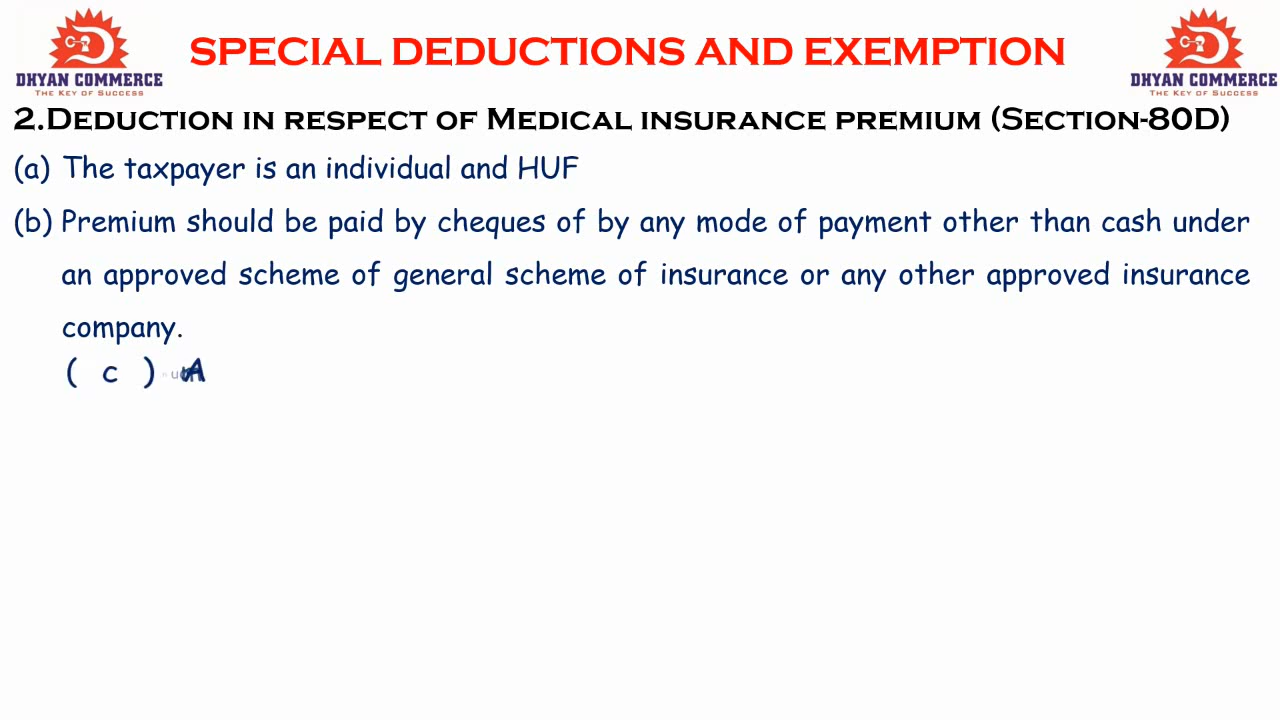 DHYAN COMMERCE
THE KEY OF SUCCESS
SPECIAL DEDUCTIONS AND EXEMPTION
DHYAN COMMERCE
THE KEY OF SUCCESS
2.DEDUCTION IN RESPECT OF MEDICAL INSURANCE PREMIUM (SECTION-80D)
(a) The taxpayer is an individual and HUF
(b) Premium should be paid by cheques of by any mode of payment other than cash under
an approved scheme of general scheme of insurance or any other approved insurance
company.
( c ) A